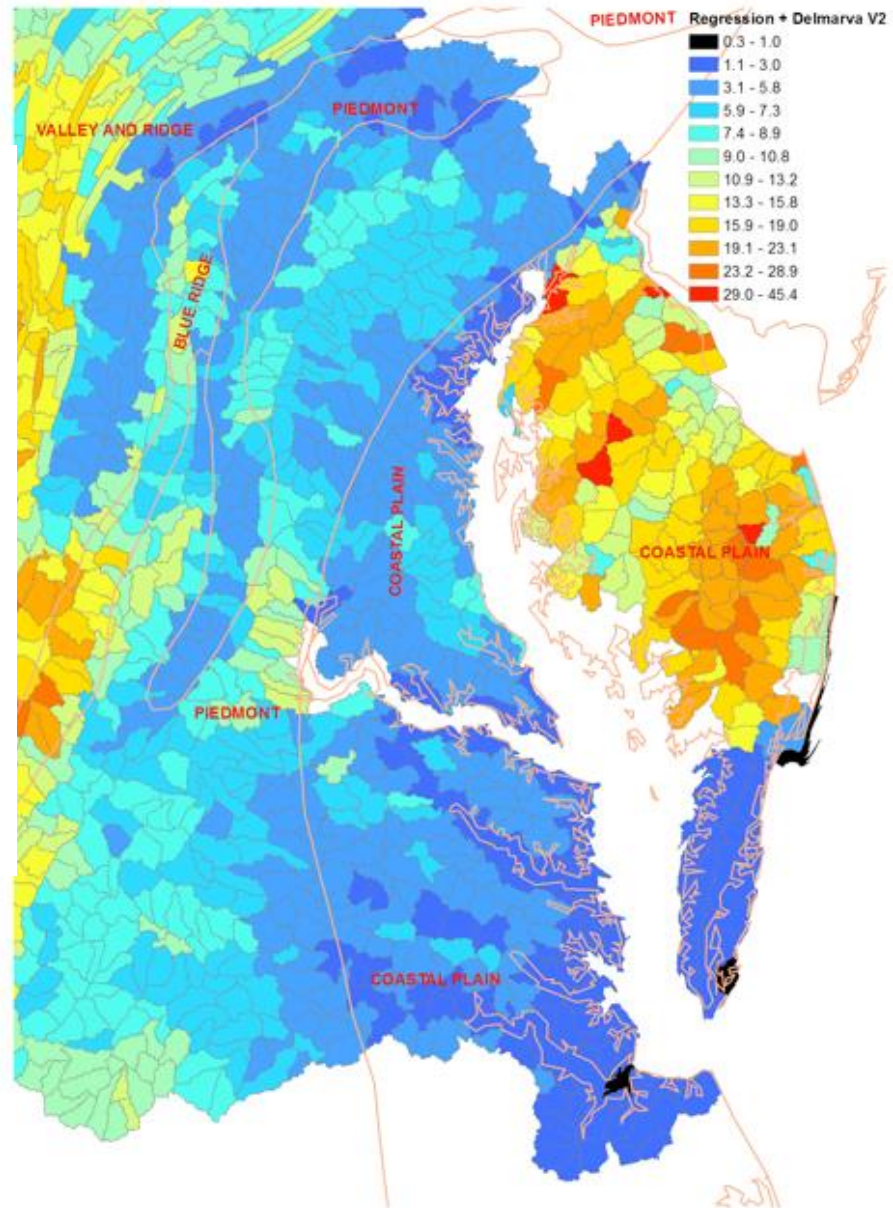 PIEDMONT
Regression + Delmarva V2
0.3 - 1.0
1.1 - 3.0
3.1 - 5.8
5.9 - 7.3
7.4 - 8.9
9.0 - 10.8
10.9 - 13.2
13.3 - 15.8
15.9 - 19.0
19.1 - 23.1
23.2 - 28.9
29.0 - 45.4
PIEDMONT
VALLEY AND RIDGE
BLUE RIDGE
COASTAL PLAIN
COASTAL PLAIN
PIEDMONT
COASTAL PLAIN